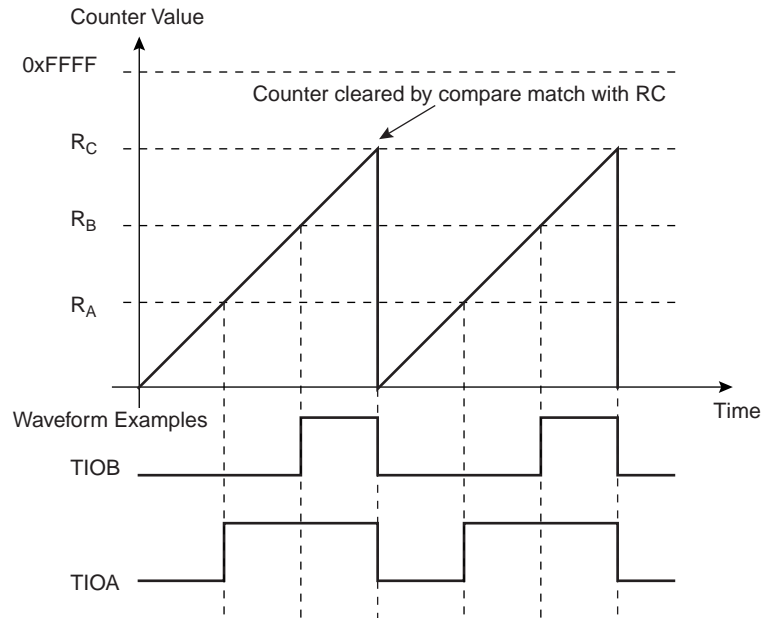 Counter Value
0xFFFF
Counter cleared by compare match with RC
RC
RB
RA
Time
Waveform Examples
TIOB
TIOA